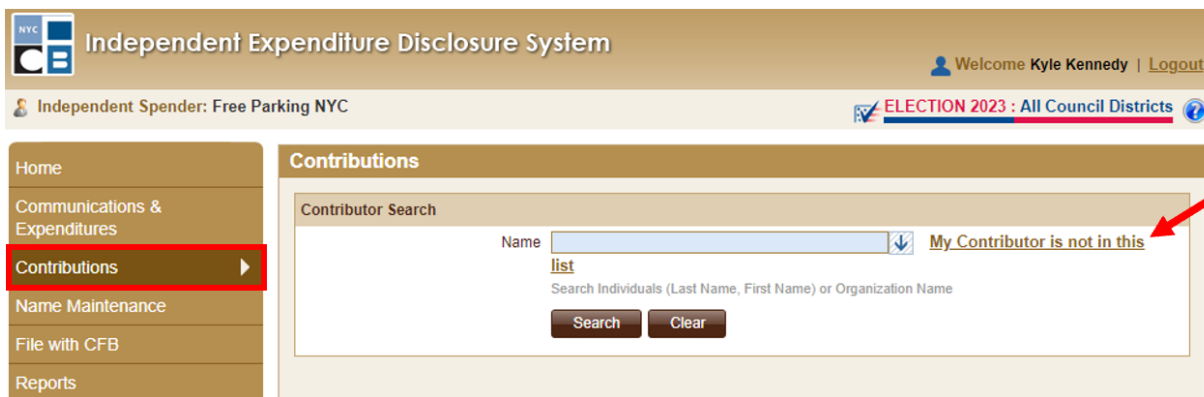 NYC
CB
Independent Expenditure Disclosure System
Welcome Kyle Kennedy | Logout
Independent Spender: Free Parking NYC
ELECTION 2023 : All Council Districts
?
Home
Communications &
Expenditures
Contributions
Name Maintenance
File with CFB
Reports
Contributions
Contributor Search
Name
My Contributor is not in this
list
Search Individuals (Last Name, First Name) or Organization Name
Search Clear